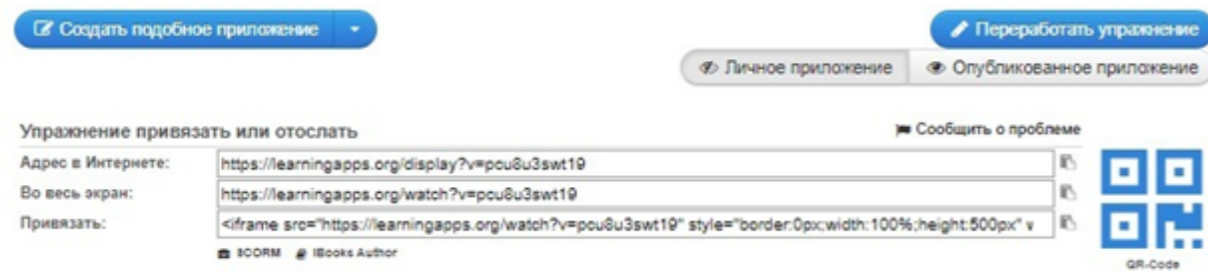 Создать подобное приложение
Переработать упражнение
Личное приложение
Опубликованное приложение
Упражнение привязать или отослать
Сообщить о проблеме
Адрес в Интернете:
https://learningapps.org/display?v=pcu8u3swt19
Во весь экран:
https://learningapps.org/watch?v=pcu8u3swt19
Привязать:
<iframe src="https://learningapps.org/watch?v=pcu8u3swt19" style="border:0px;width:100%;height:500px" v
SCORM
iBooks Author
QR-Code